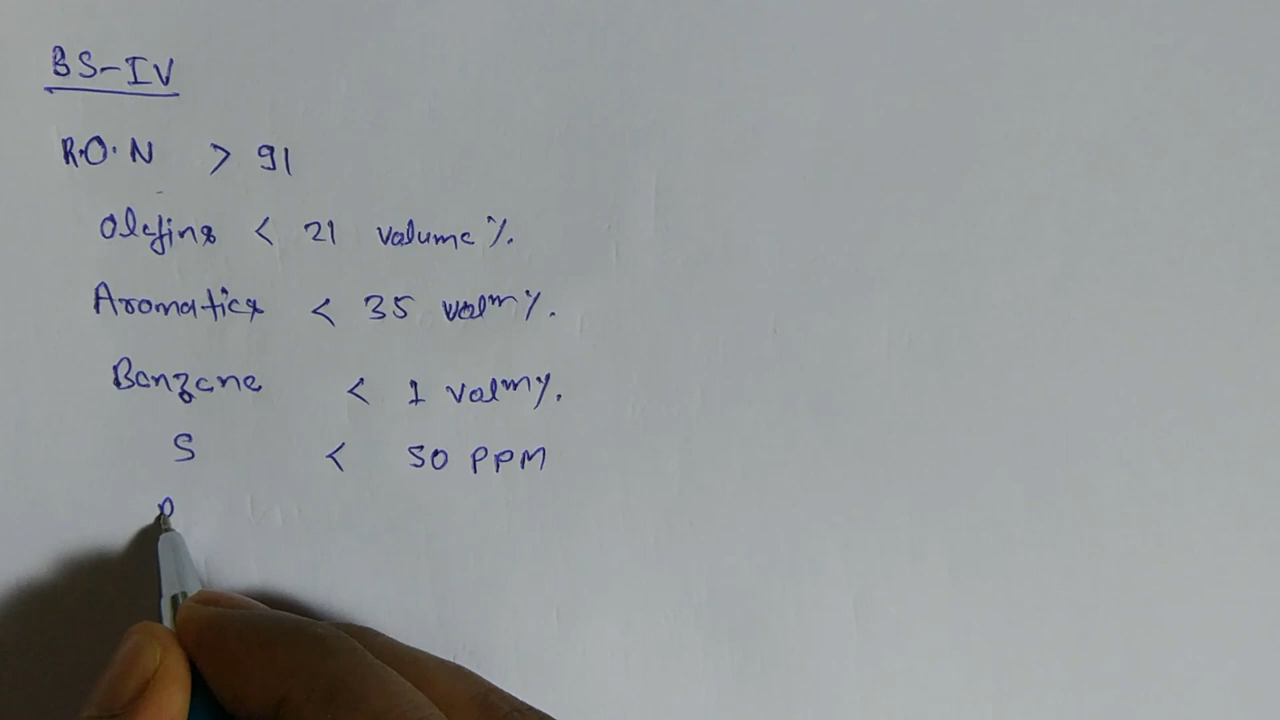 BS-IV
R.O.N > 91
Olefins < 21 volume %.
Aromatics < 35 volm %.
Benzene < 1 volm %.
S < 50 PPM